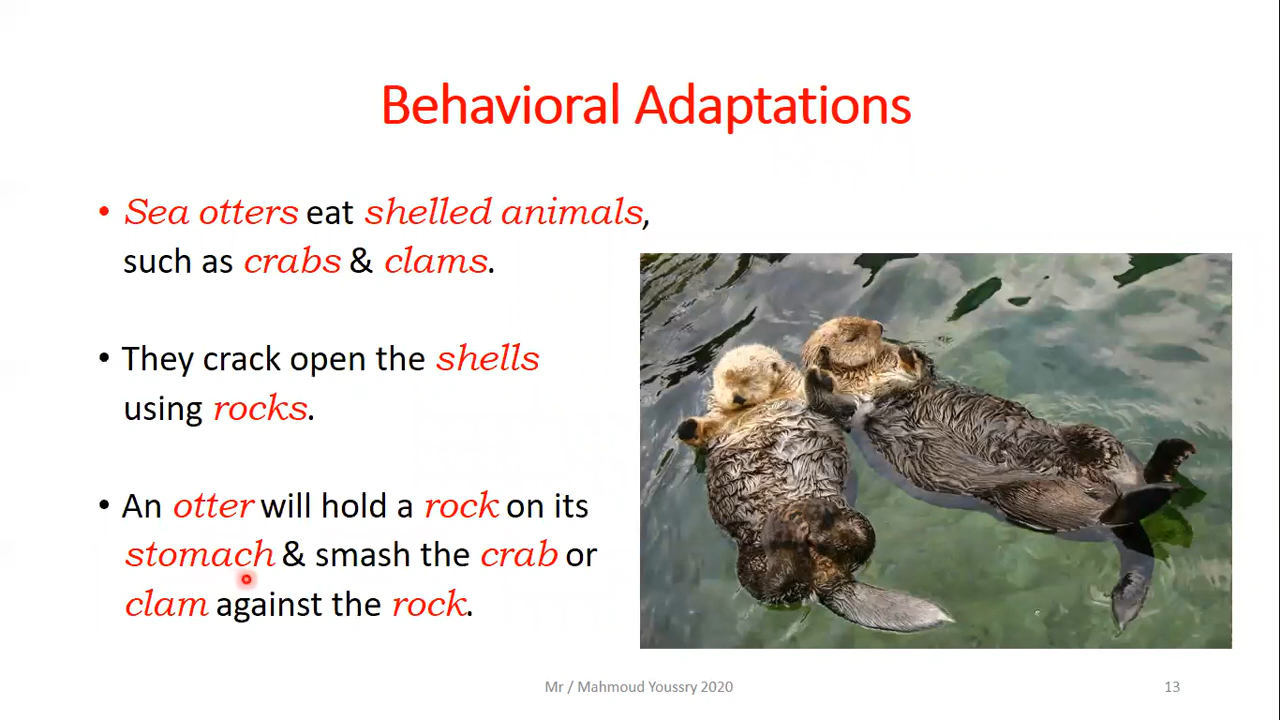 Behavioral Adaptations
• Sea otters eat shelled animals,
such as crabs & clams.
• They crack open the shells
using rocks.
• An otter will hold a rock on its
stomach & smash the crab or
clam against the rock.
Mr / Mahmoud Youssry 2020
13